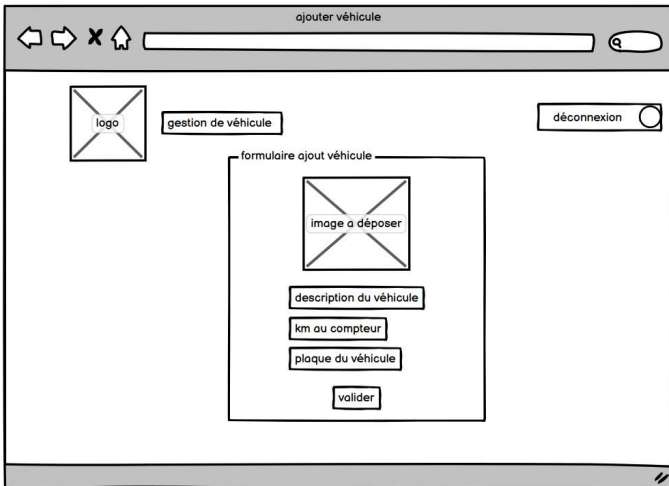 ajouter véhicule
logo
gestion de véhicule
déconnexion
formulaire ajout véhicule
image a déposer
description du véhicule
km au compteur
plaque du véhicule
valider